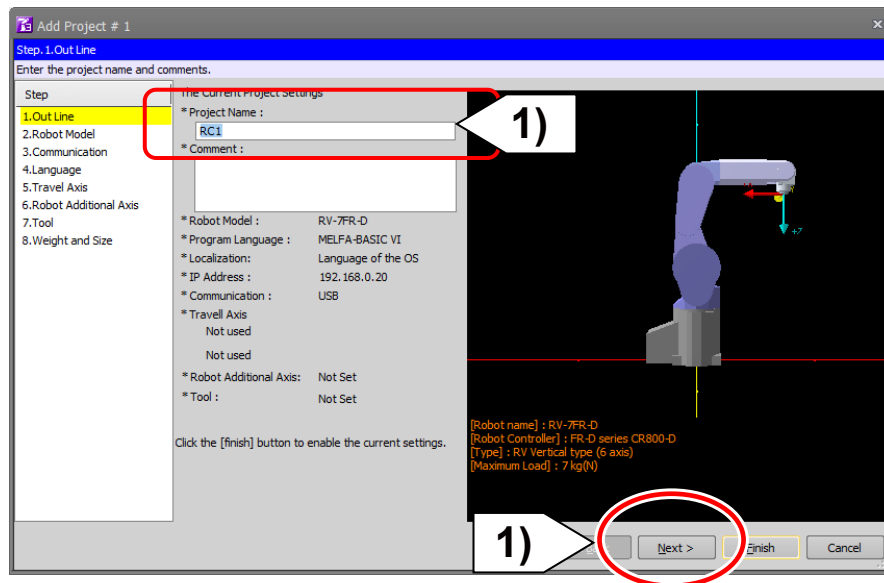 Add Project # 1
Step. 1.Out Line
Enter the project name and comments.
Step
1.Out Line
2.Robot Model
3.Communication
4.Language
5.Travel Axis
6.Robot Additional Axis
7.Tool
8.Weight and Size
The Current Project Settings
* Project Name :
RC1
1)
* Comment :
* Robot Model : RV-7FR-D
* Program Language : MELFA-BASIC VI
* Localization: Language of the OS
* IP Address : 192.168.0.20
* Communication : USB
* Travell Axis
Not used
Not used
* Robot Additional Axis: Not Set
* Tool : Not Set
Click the [finish] button to enable the current settings.
+Z
[Robot name] : RV-7FR-D
[Robot Controller] : FR-D series CR800-D
[Type] : RV Vertical type (6 axis)
[Maximum Load] : 7 kg(N)
1)
Next >
Finish
Cancel